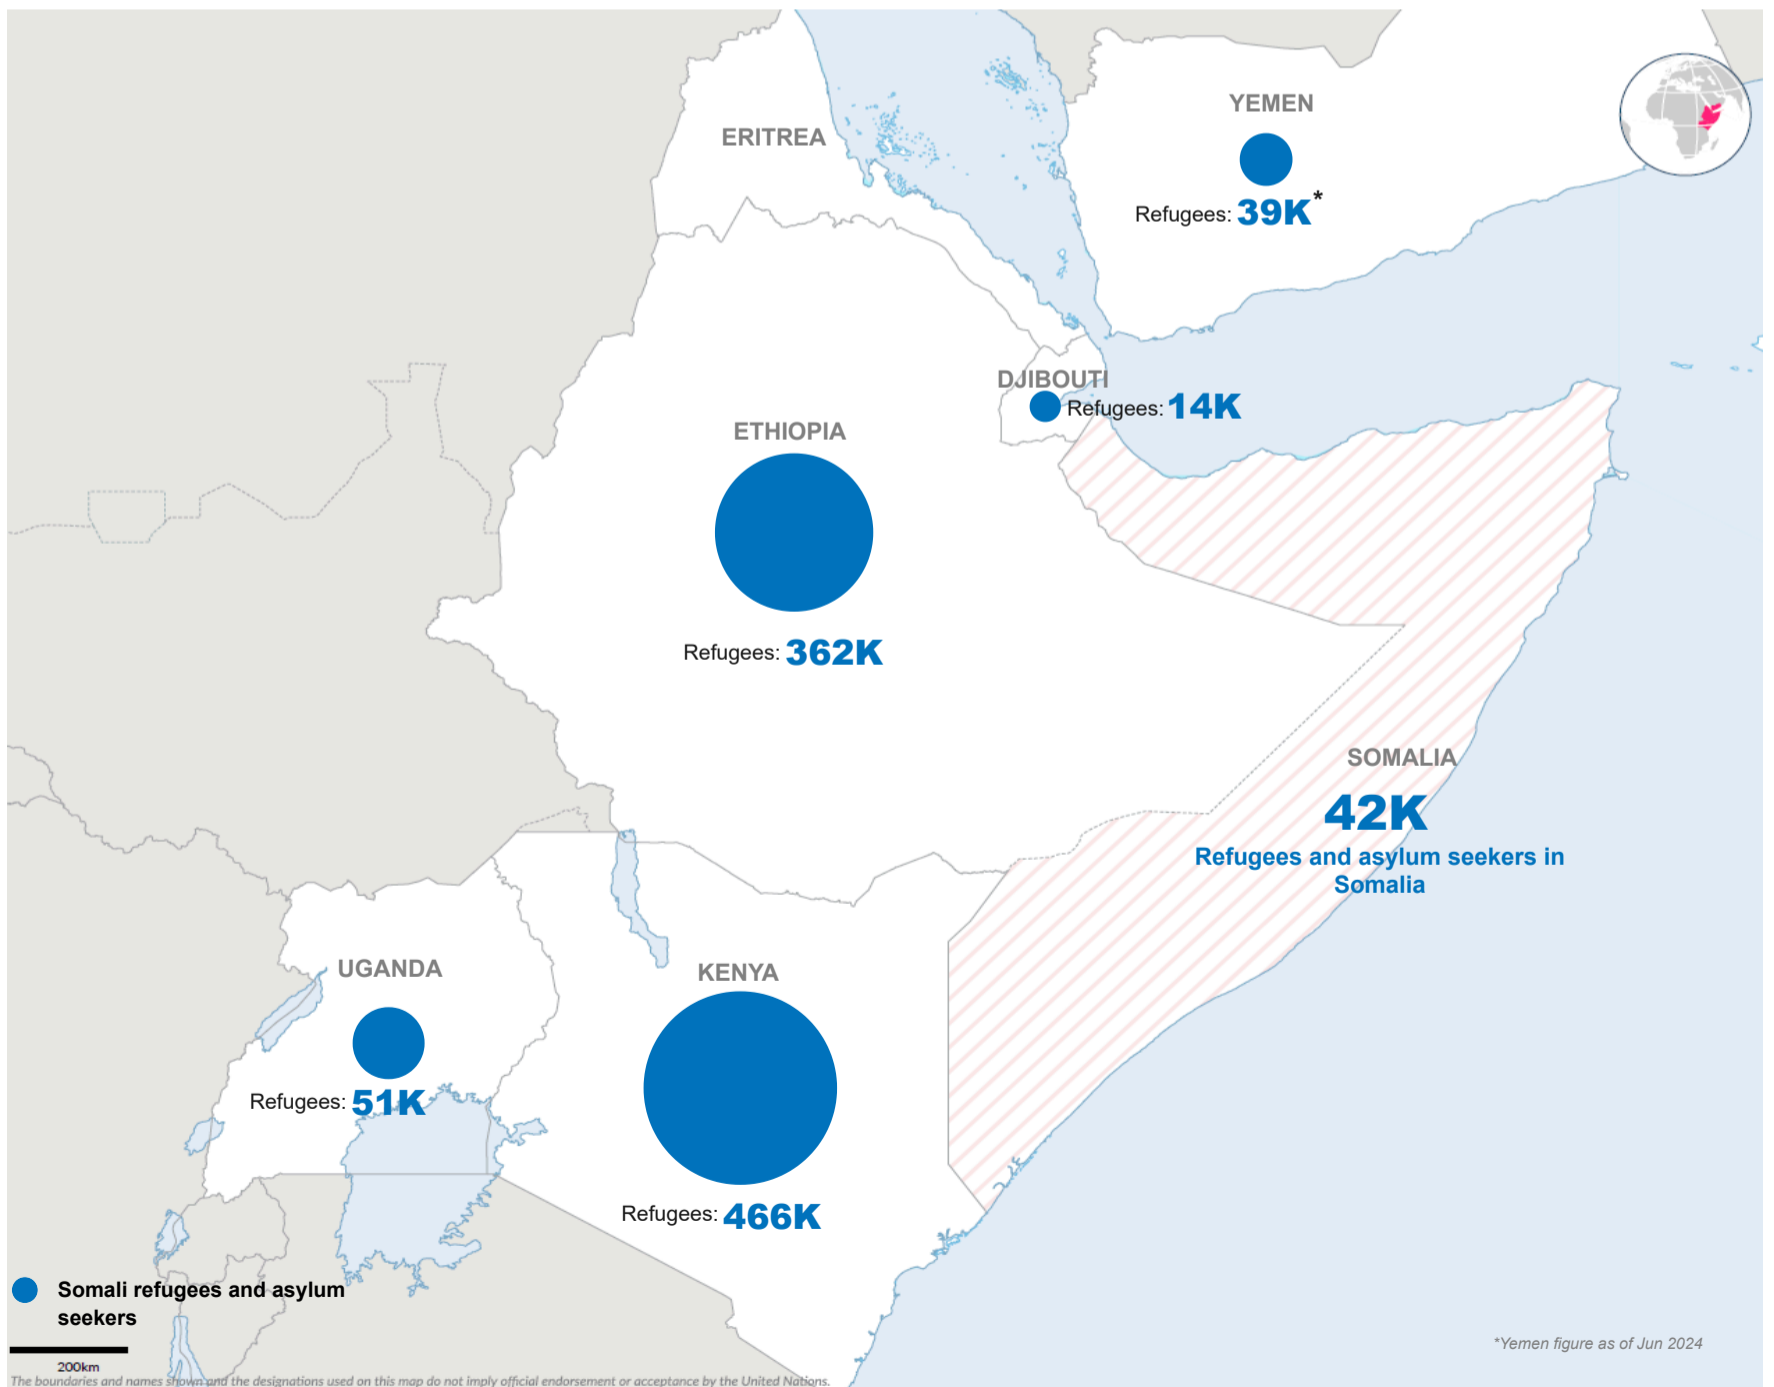 YEMEN
ERITREA
Refugees: 39K*
DJIBOUTI
Refugees: 14K
ETHIOPIA
Refugees: 362K
SOMALIA
42K
Refugees and asylum seekers in
Somalia
UGANDA
KENYA
Refugees: 51K
Refugees: 466K
Somali refugees and asylum
seekers
*Yemen figure as of Jun 2024
200km
The boundaries and names shown and the designations used on this map do not imply official endorsement or acceptance by the United Nations.